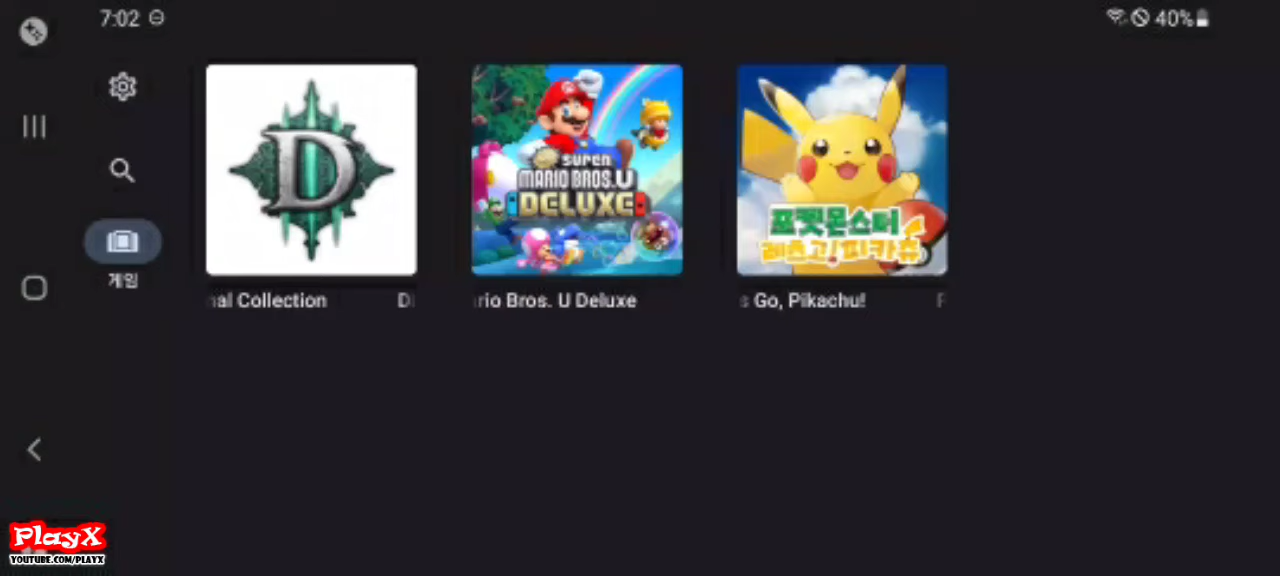 7:02
40%
D
SUPER
MARIO BROS. U
DELUXE
포켓몬스터
레츠고!피카츄
nal Collection D
rio Bros. U Deluxe
s Go, Pikachu!
게임
PlayX
YOUTUBE.COM/PLAYX